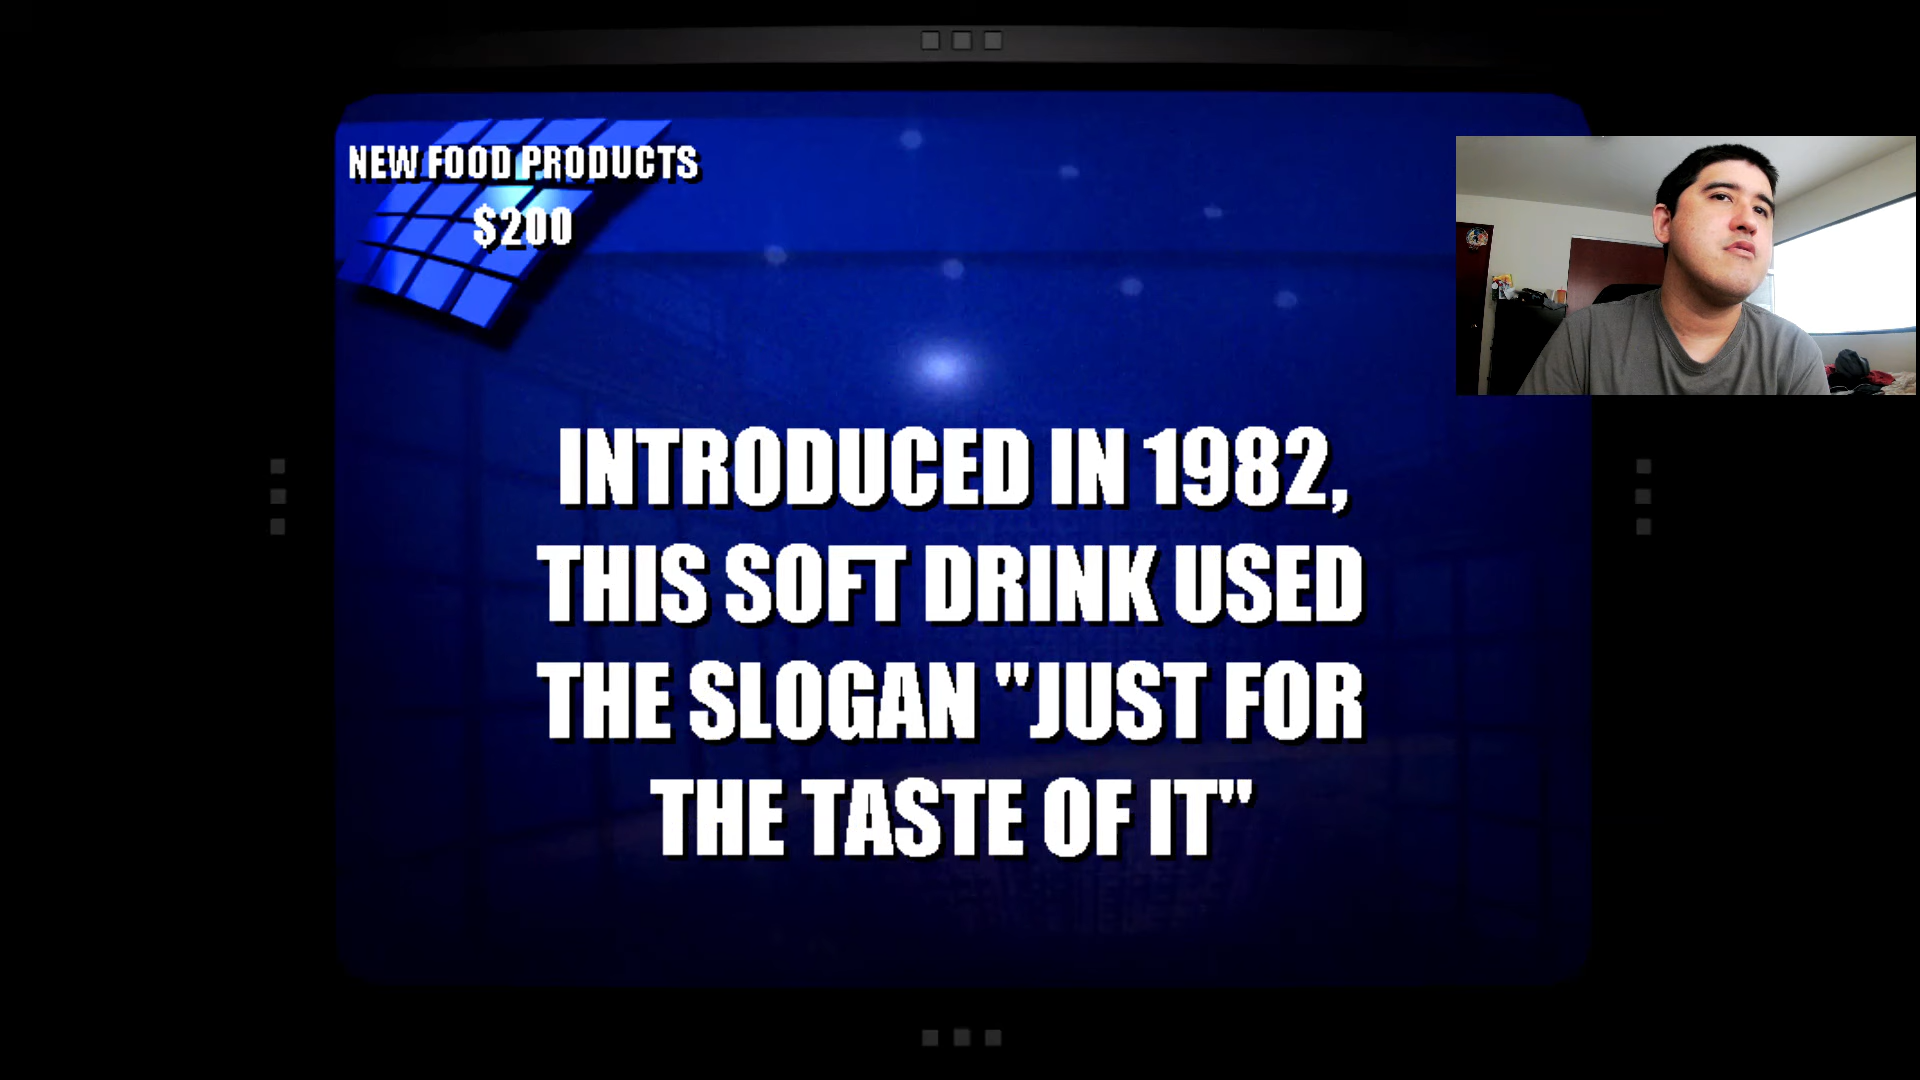 NEW FOOD PRODUCTS
$200
INTRODUCED IN 1982,
THIS SOFT DRINK USED
THE SLOGAN "JUST FOR
THE TASTE OF IT"